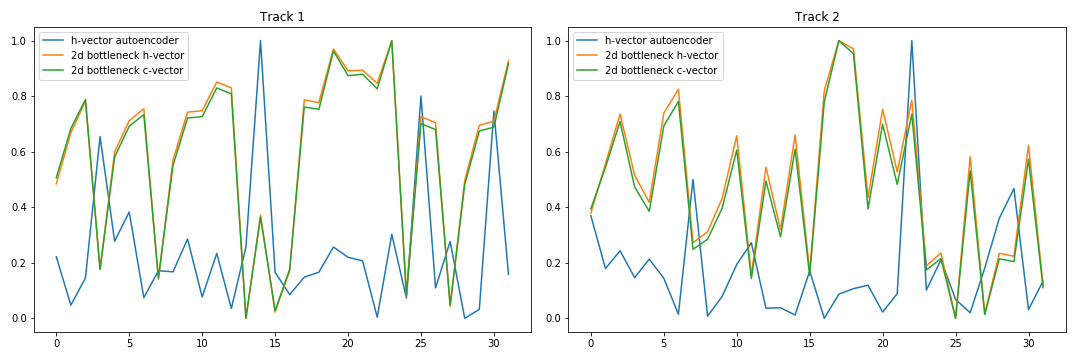 Track 1
h-vector autoencoder
2d bottleneck h-vector
2d bottleneck c-vector
1.0
0.8
0.6
0.4
0.2
0.0
0 5 10 15 20 25 30
Track 2
h-vector autoencoder
2d bottleneck h-vector
2d bottleneck c-vector
1.0
0.8
0.6
0.4
0.2
0.0
0 5 10 15 20 25 30